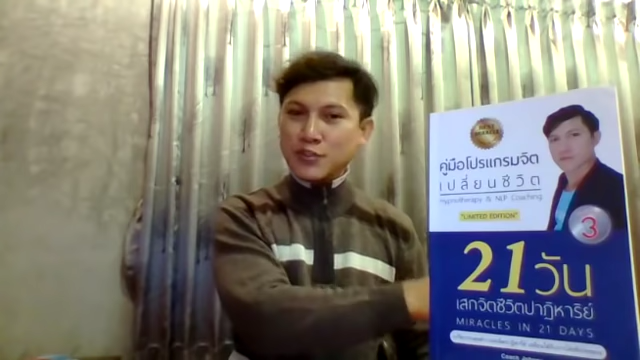 คู่มือโปรแกรมจิต
เปลี่ยนชีวิต
Hypnotherapy & NLP Coaching
"LIMITED EDITION"
3
21 วัน
เสกจิตชีวิตปาฏิหาริย์
MIRACLES IN 21 DAYS
Coach